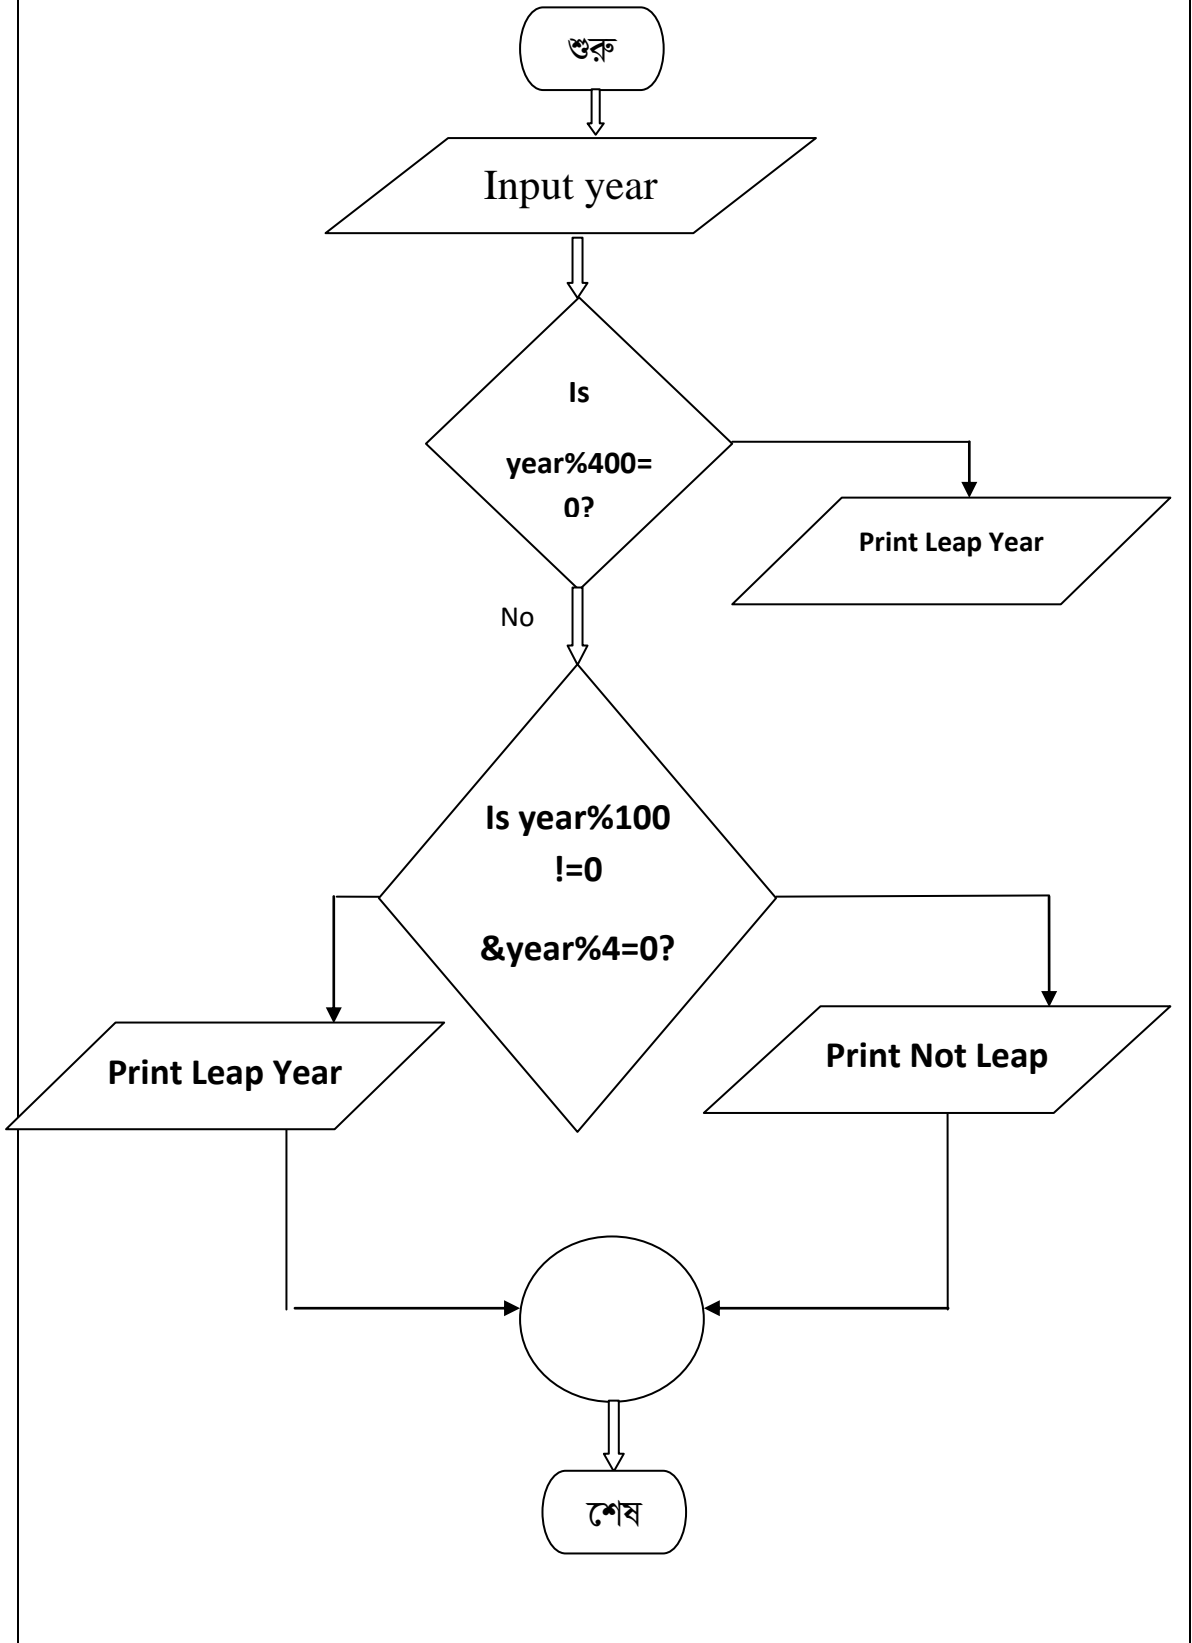 শুরু
Input year
Is
year%400=
0?
Print Leap Year
No
Is year%100
!=0
&year%4=0?
Print Leap Year
Print Not Leap
শেষ